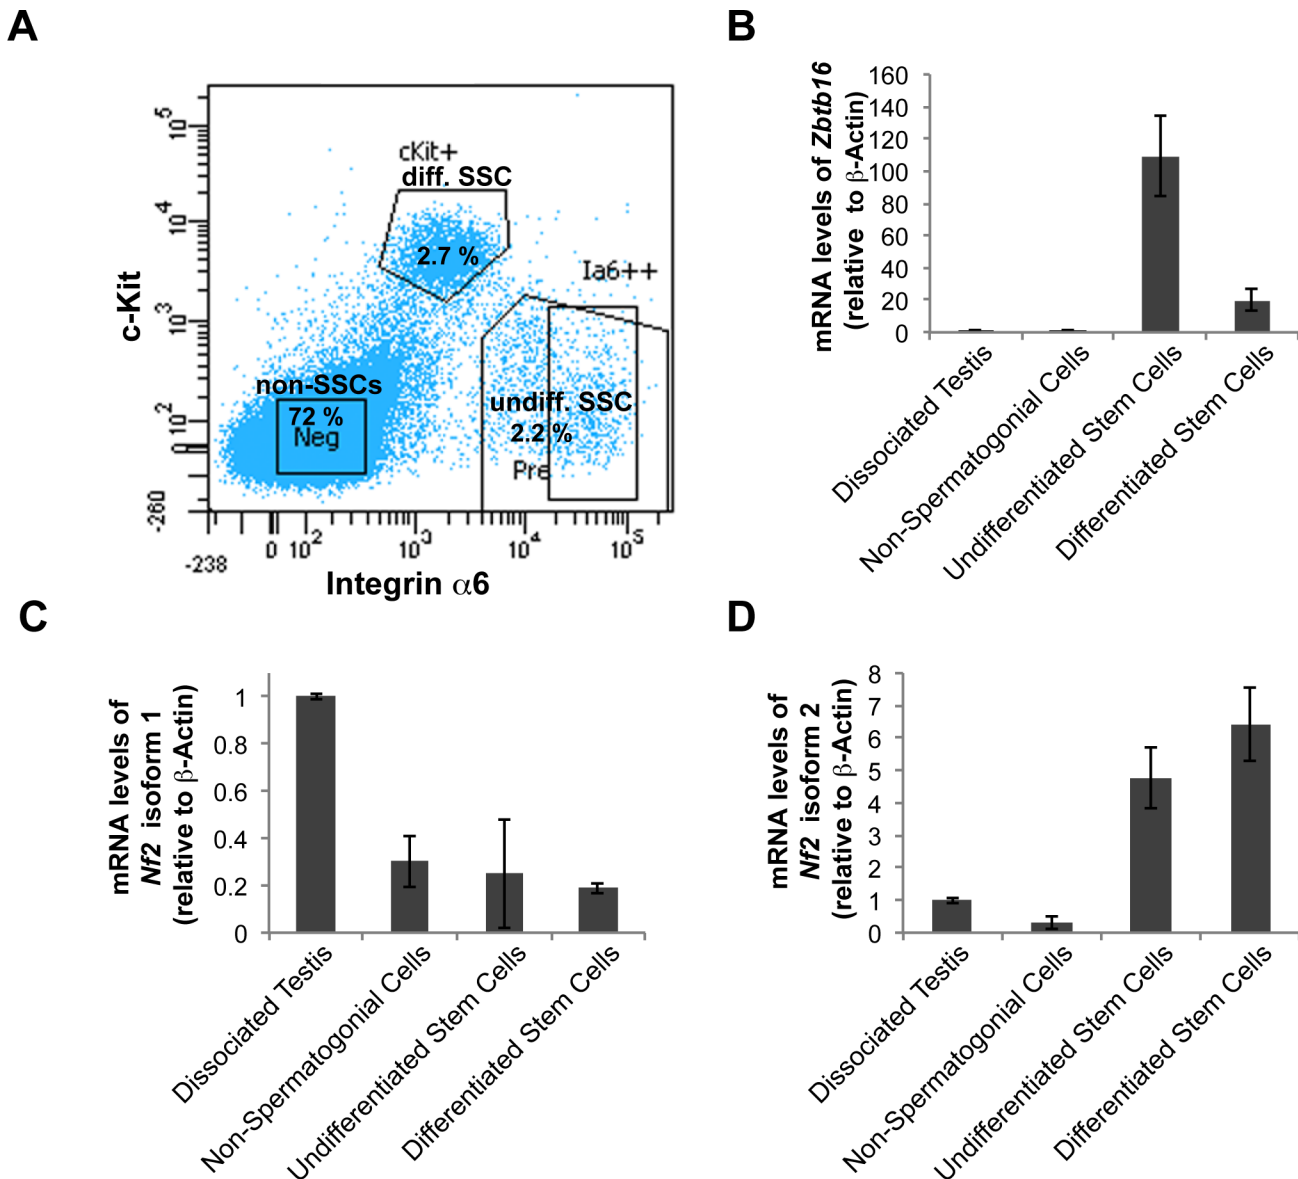 A
c-Kit
10^5
10^4
10^3
10^2
0
-260
cKit+
diff. SSC
2.7 %
Ia6++
non-SSCs
72 %
Neg
undiff. SSC
2.2 %
Pre
-238
0
10^2
10^3
10^4
10^5
Integrin α6
B
mRNA levels of Zbtb16
(relative to β-Actin)
160
140
120
100
80
60
40
20
0
Dissociated Testis
Non-Spermatogonial Cells
Undifferentiated Stem Cells
Differentiated Stem Cells
C
mRNA levels of
Nf2 isoform 1
(relative to β-Actin)
1
0.8
0.6
0.4
0.2
0
Dissociated Testis
Non-Spermatogonial Cells
Undifferentiated Stem Cells
Differentiated Stem Cells
D
mRNA levels of
Nf2 isoform 2
(relative to β-Actin)
8
7
6
5
4
3
2
1
0
Dissociated Testis
Non-Spermatogonial Cells
Undifferentiated Stem Cells
Differentiated Stem Cells